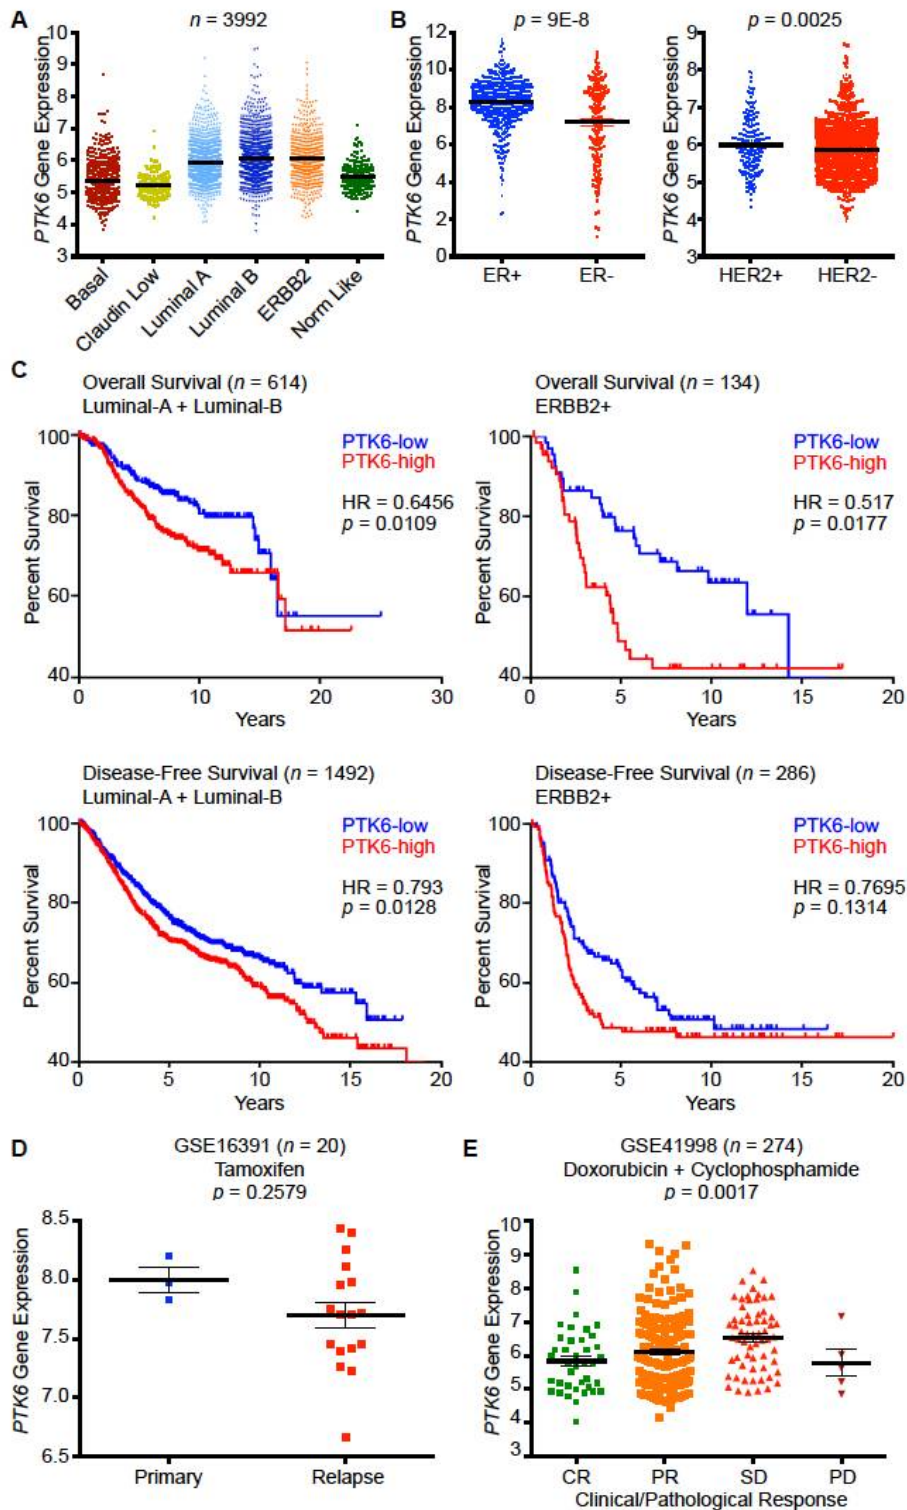 A
n = 3992
PTK6 Gene Expression
10
9
8
7
6
5
4
3
Basal
Claudin Low
Luminal A
Luminal B
ERBB2
Norm Like
B
p = 9E-8
PTK6 Gene Expression
12
10
8
6
4
2
0
ER+
ER-
p = 0.0025
9
8
7
6
5
4
3
HER2+
HER2-
C
Overall Survival (n = 614)
Luminal-A + Luminal-B
PTK6-low
PTK6-high
HR = 0.6456
p = 0.0109
Percent Survival
100
80
60
40
0
10
20
30
Years
Overall Survival (n = 134)
ERBB2+
PTK6-low
PTK6-high
HR = 0.517
p = 0.0177
Percent Survival
100
80
60
40
0
5
10
15
20
Years
Disease-Free Survival (n = 1492)
Luminal-A + Luminal-B
PTK6-low
PTK6-high
HR = 0.793
p = 0.0128
Percent Survival
100
80
60
40
0
5
10
15
20
Years
Disease-Free Survival (n = 286)
ERBB2+
PTK6-low
PTK6-high
HR = 0.7695
p = 0.1314
Percent Survival
100
80
60
40
0
5
10
15
20
Years
D
GSE16391 (n = 20)
Tamoxifen
p = 0.2579
PTK6 Gene Expression
8.5
8.0
7.5
7.0
6.5
Primary
Relapse
E
GSE41998 (n = 274)
Doxorubicin + Cyclophosphamide
p = 0.0017
PTK6 Gene Expression
10
9
8
7
6
5
4
3
CR
PR
SD
PD
Clinical/Pathological Response